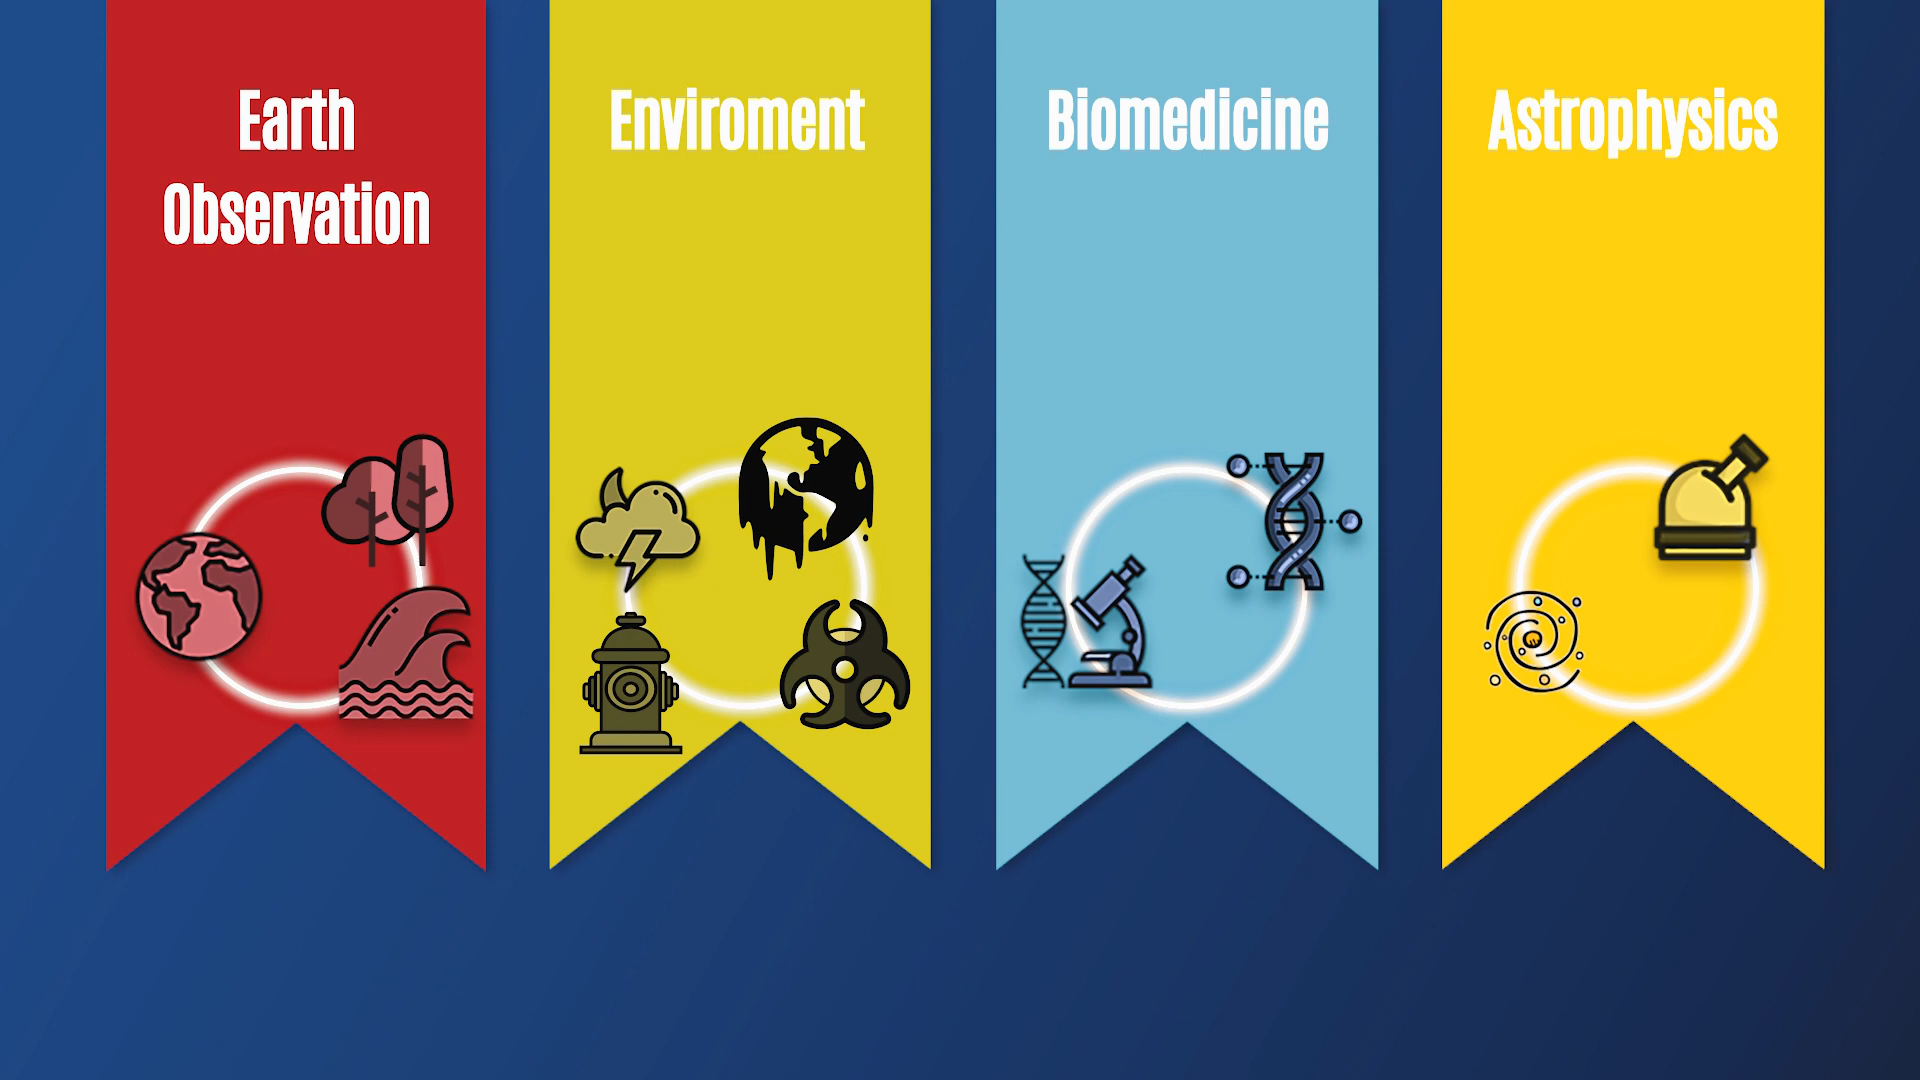 Earth
Observation
Enviroment
Biomedicine
Astrophysics